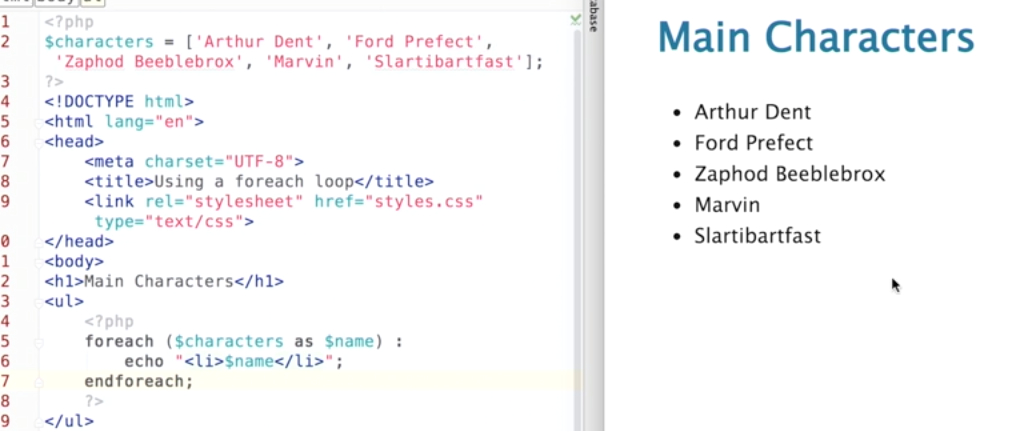 1 <?php
2 $characters = ['Arthur Dent', 'Ford Prefect',
'Zaphod Beeblebrox', 'Marvin', 'Slartibartfast'];
3 ?>
4 <!DOCTYPE html>
5 <html lang="en">
6 <head>
7 <meta charset="UTF-8">
8 <title>Using a foreach loop</title>
9 <link rel="stylesheet" href="styles.css"
type="text/css">
0 </head>
1 <body>
2 <h1>Main Characters</h1>
3 <ul>
4 <?php
5 foreach ($characters as $name) :
6 echo "<li>$name</li>";
7 endforeach;
8 ?>
9 </ul>
abase
Main Characters
• Arthur Dent
• Ford Prefect
• Zaphod Beeblebrox
• Marvin
• Slartibartfast